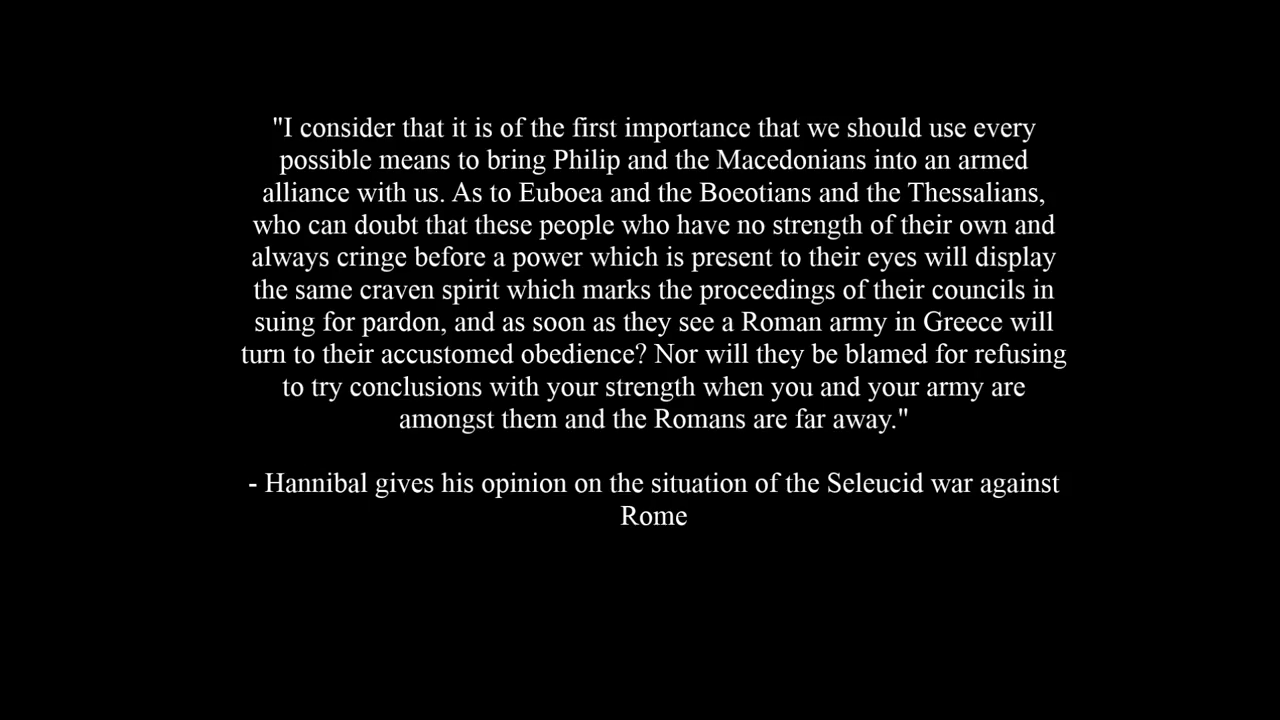 "I consider that it is of the first importance that we should use every
possible means to bring Philip and the Macedonians into an armed
alliance with us. As to Euboea and the Boeotians and the Thessalians,
who can doubt that these people who have no strength of their own and
always cringe before a power which is present to their eyes will display
the same craven spirit which marks the proceedings of their councils in
suing for pardon, and as soon as they see a Roman army in Greece will
turn to their accustomed obedience? Nor will they be blamed for refusing
to try conclusions with your strength when you and your army are
amongst them and the Romans are far away."
- Hannibal gives his opinion on the situation of the Seleucid war against
Rome